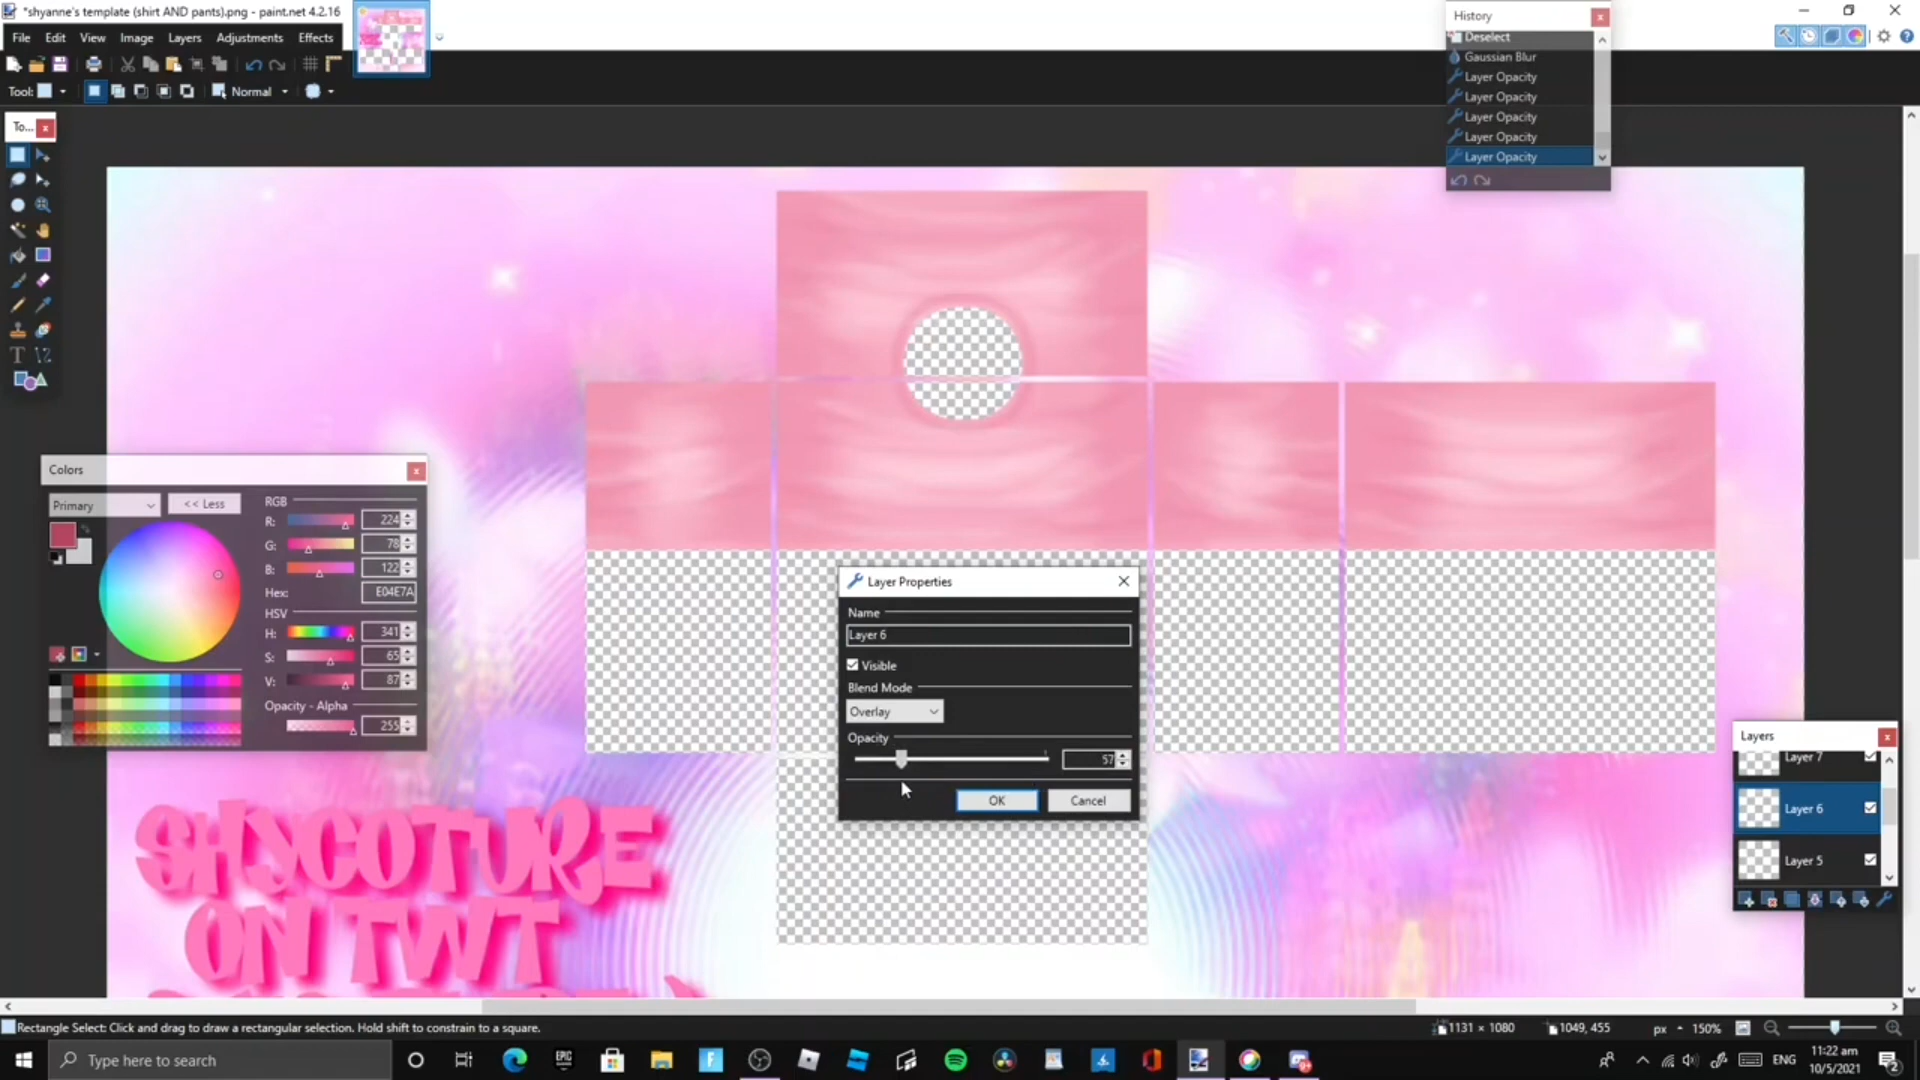 *shyanne's template (shirt AND pants).png - paint.net 4.2.16
File Edit View Image Layers Adjustments Effects
Tool: Normal
To...
History
Deselect
Gaussian Blur
Layer Opacity
Layer Opacity
Layer Opacity
Layer Opacity
Layer Opacity
Colors
Primary
<< Less
RGB
R: 224
G: 78
B: 122
Hex: E04E7A
HSV
H: 341
S: 65
V: 87
Opacity - Alpha
255
Layer Properties
Name
Layer 6
Visible
Blend Mode
Overlay
Opacity
57
OK Cancel
Layers
Layer 7
Layer 6
Layer 5
SHYCOTURE
ON TWT
Rectangle Select: Click and drag to draw a rectangular selection. Hold shift to constrain to a square.
1131 × 1080 1049, 455 px 150%
Type here to search
EPIC
ENG
11:22 am
10/5/2021
2